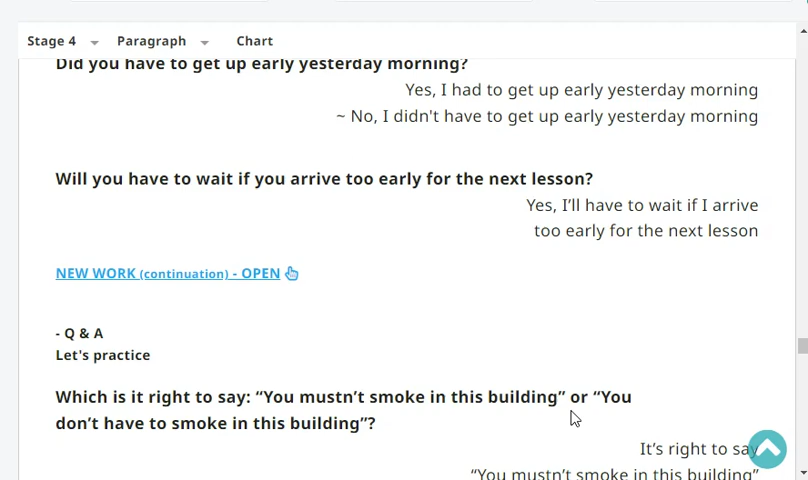 Stage 4 Paragraph Chart
Did you have to get up early yesterday morning?
Yes, I had to get up early yesterday morning
~ No, I didn't have to get up early yesterday morning
Will you have to wait if you arrive too early for the next lesson?
Yes, I’ll have to wait if I arrive
too early for the next lesson
NEW WORK (continuation) - OPEN
- Q & A
Let's practice
Which is it right to say: “You mustn’t smoke in this building” or “You
don’t have to smoke in this building”?
It’s right to say
“You mustn’t smoke in this building”